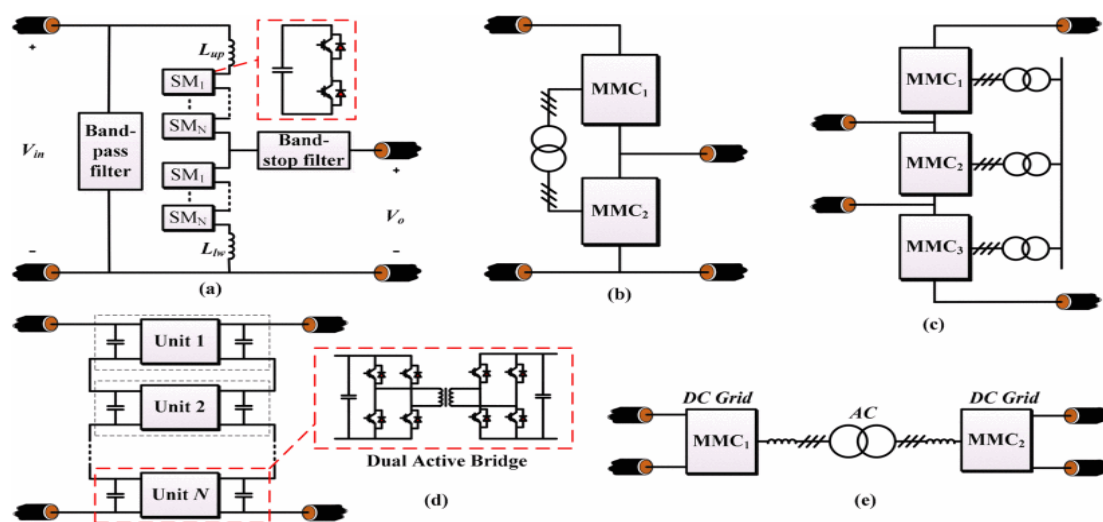 +
V_in
−
Band-
pass
filter
L_up
SM_1
SM_N
SM_1
SM_N
L_lw
Band-
stop filter
+
V_o
−
(a)
MMC_1
MMC_2
(b)
MMC_1
MMC_2
MMC_3
(c)
Unit 1
Unit 2
Unit N
Dual Active Bridge
(d)
DC Grid
MMC_1
AC
DC Grid
MMC_2
(e)